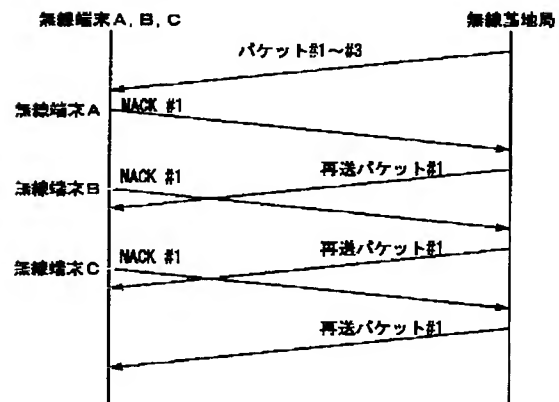 無線端末A, B, C
無線基地局
パケット#1～#3
無線端末A
NACK #1
再送パケット#1
無線端末B
NACK #1
再送パケット#1
無線端末C
NACK #1
再送パケット#1